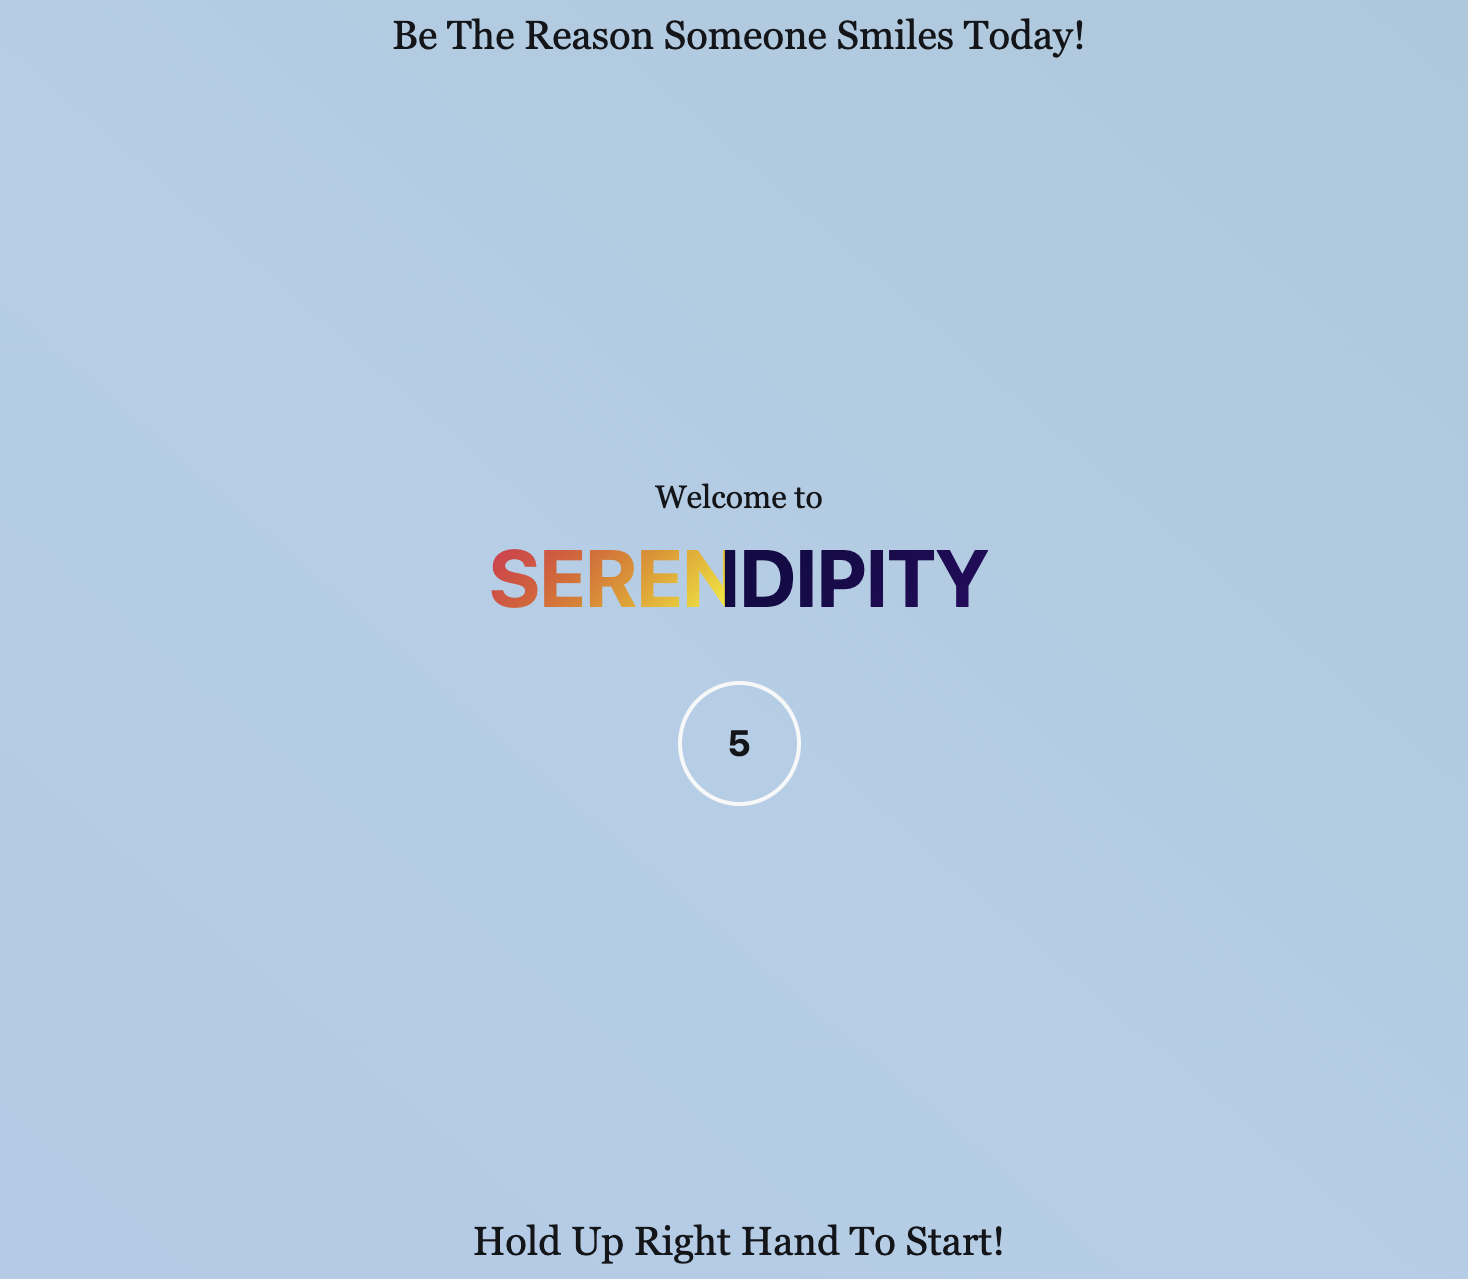 Be The Reason Someone Smiles Today!
Welcome to
SERENDIPITY
5
Hold Up Right Hand To Start!